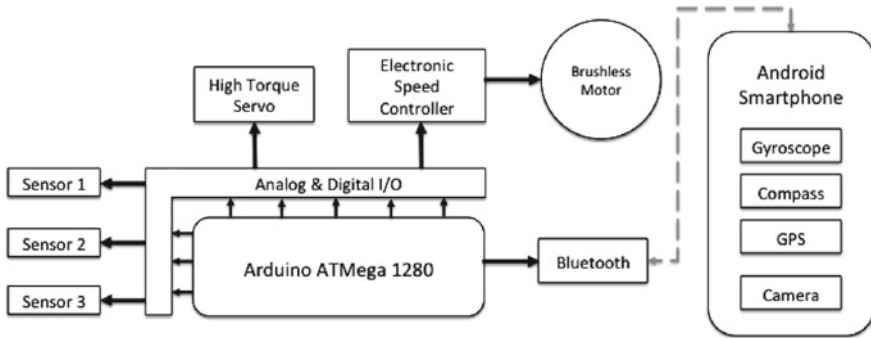 High Torque
Servo
Electronic
Speed
Controller
Brushless
Motor
Android
Smartphone
Gyroscope
Compass
GPS
Camera
Sensor 1
Sensor 2
Sensor 3
Analog & Digital I/O
Arduino ATMega 1280
Bluetooth